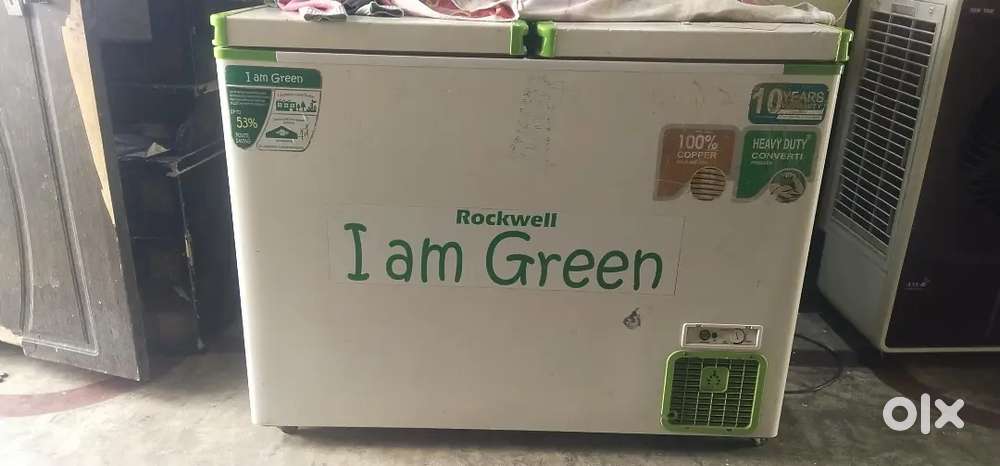 I am Green
53%
10 YEARS
100%
COPPER
HEAVY DUTY
CONVERTI
Rockwell
I am Green
olx